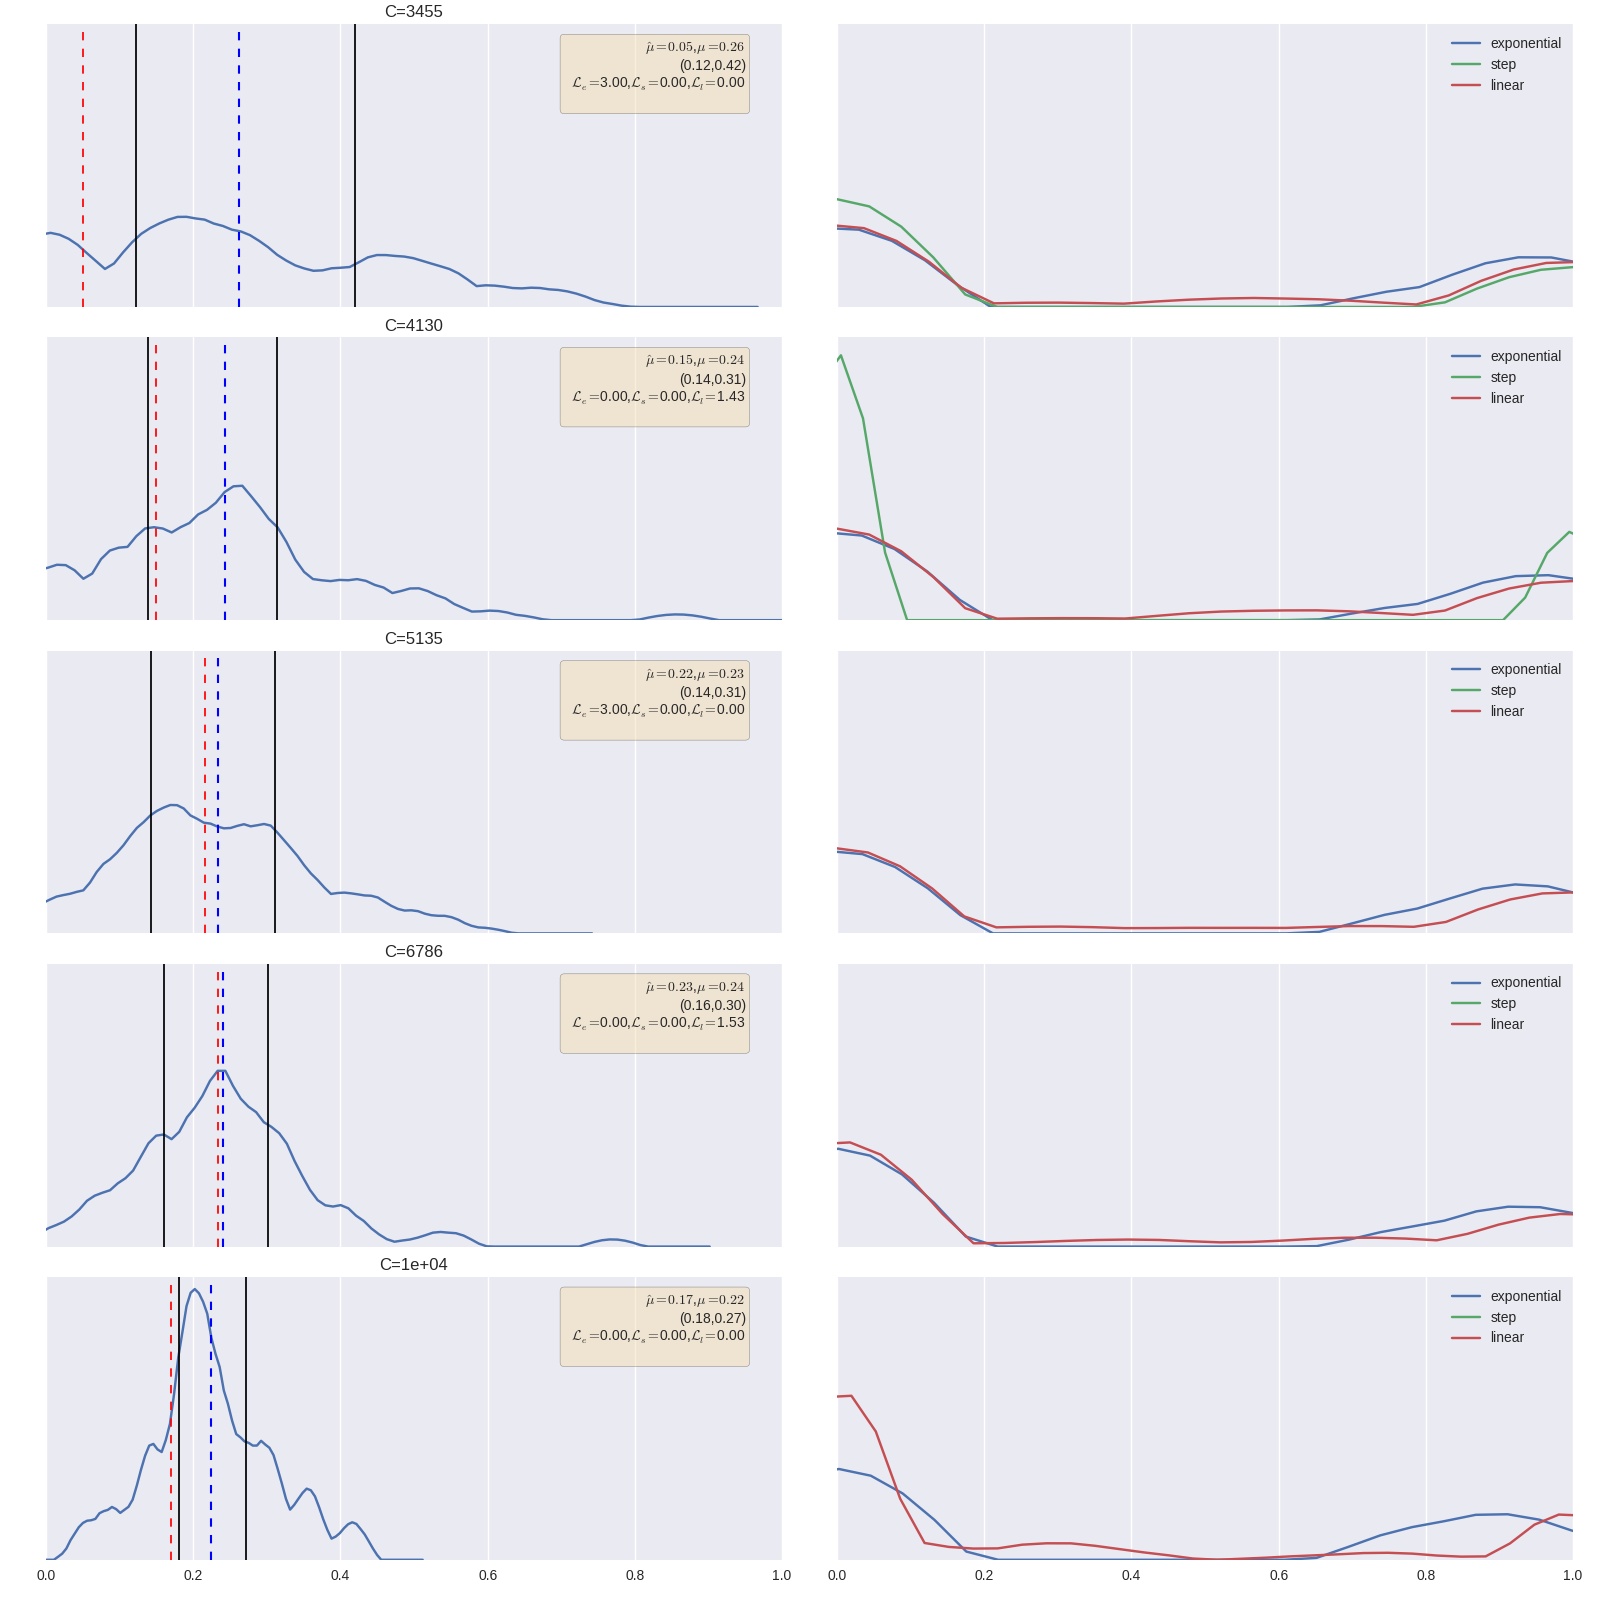 C=3455
μ̂=0.05,μ=0.26
(0.12,0.42)
ℒₑ=3.00,ℒₛ=0.00,ℒₗ=0.00
exponential
step
linear
C=4130
μ̂=0.15,μ=0.24
(0.14,0.31)
ℒₑ=0.00,ℒₛ=0.00,ℒₗ=1.43
exponential
step
linear
C=5135
μ̂=0.22,μ=0.23
(0.14,0.31)
ℒₑ=3.00,ℒₛ=0.00,ℒₗ=0.00
exponential
step
linear
C=6786
μ̂=0.23,μ=0.24
(0.16,0.30)
ℒₑ=0.00,ℒₛ=0.00,ℒₗ=1.53
exponential
step
linear
C=1e+04
μ̂=0.17,μ=0.22
(0.18,0.27)
ℒₑ=0.00,ℒₛ=0.00,ℒₗ=0.00
exponential
step
linear
0.0 0.2 0.4 0.6 0.8 1.0
0.0 0.2 0.4 0.6 0.8 1.0